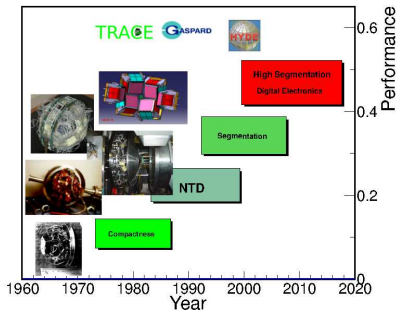 TRACE
GASPARD
HYDE
0.6
Performance
High Segmentation
Digital Electronics
0.4
Segmentation
NTD
0.2
Compactness
0
1960 1970 1980 1990 2000 2010 2020
Year